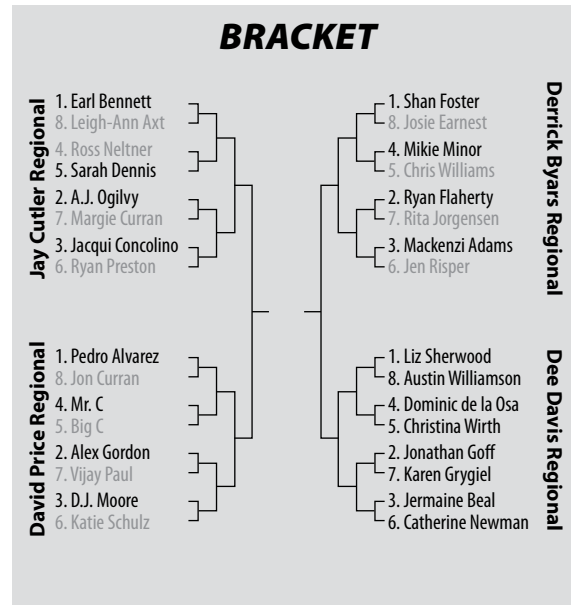 BRACKET
Jay Cutler Regional
1. Earl Bennett
8. Leigh-Ann Axt
4. Ross Neltner
5. Sarah Dennis
2. A.J. Ogilvy
7. Margie Curran
3. Jacqui Concolino
6. Ryan Preston
David Price Regional
1. Pedro Alvarez
8. Jon Curran
4. Mr. C
5. Big C
2. Alex Gordon
7. Vijay Paul
3. D.J. Moore
6. Katie Schulz
Derrick Byars Regional
1. Shan Foster
8. Josie Earnest
4. Mikie Minor
5. Chris Williams
2. Ryan Flaherty
7. Rita Jorgensen
3. Mackenzi Adams
6. Jen Risper
Dee Davis Regional
1. Liz Sherwood
8. Austin Williamson
4. Dominic de la Osa
5. Christina Wirth
2. Jonathan Goff
7. Karen Grygiel
3. Jermaine Beal
6. Catherine Newman